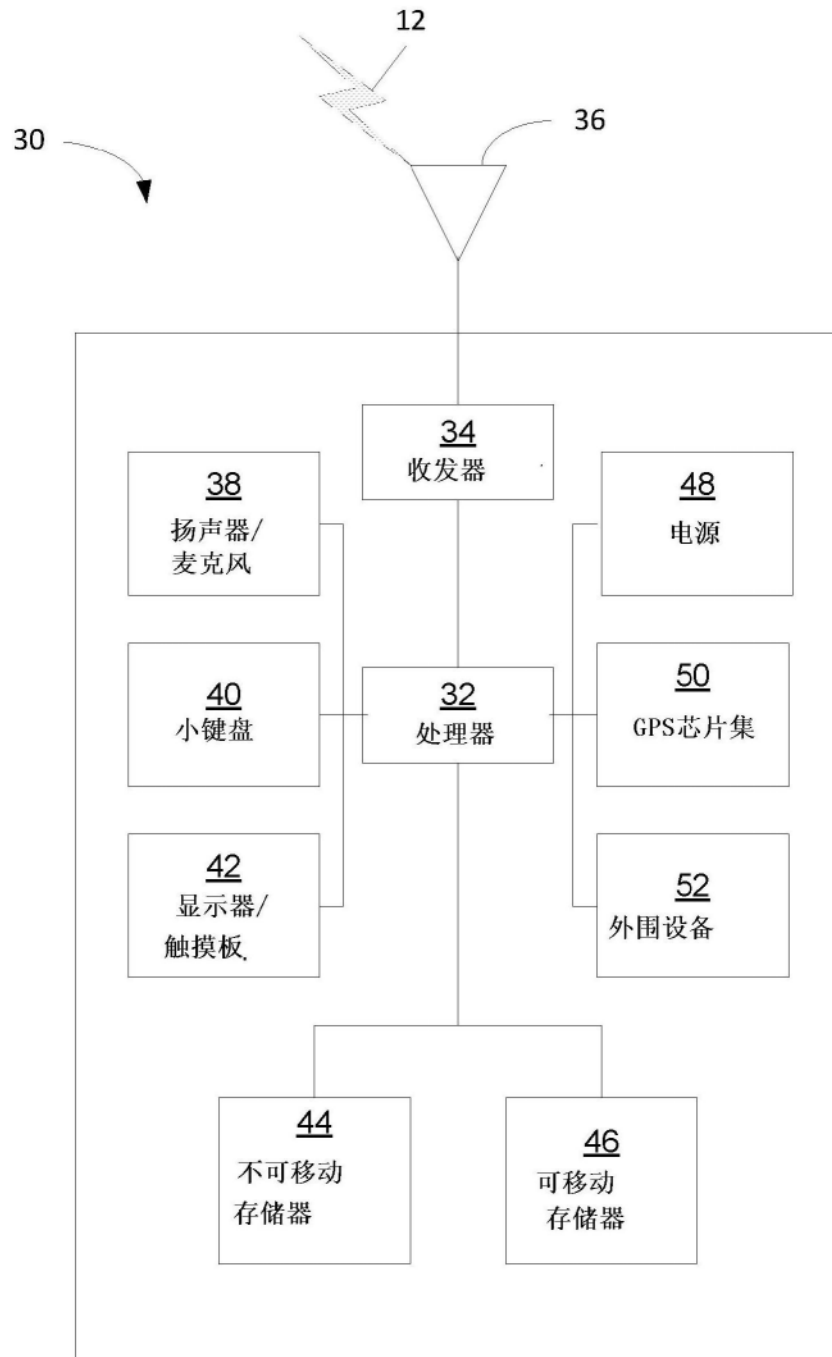 12
36
30
34
收发器
38
扬声器/
麦克风
48
电源
40
小键盘
32
处理器
50
GPS芯片集
42
显示器/
触摸板
52
外围设备
44
不可移动
存储器
46
可移动
存储器